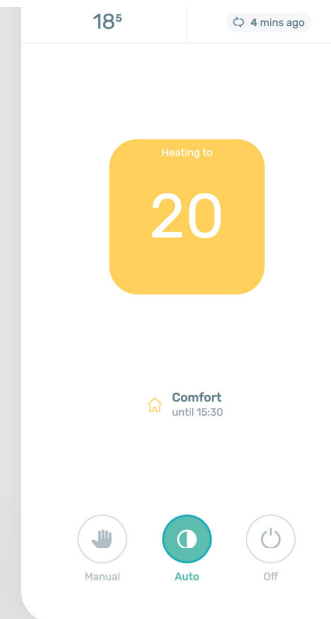 18⁵
4 mins ago
Heating to
20
Comfort
until 15:30
Manual
Auto
Off